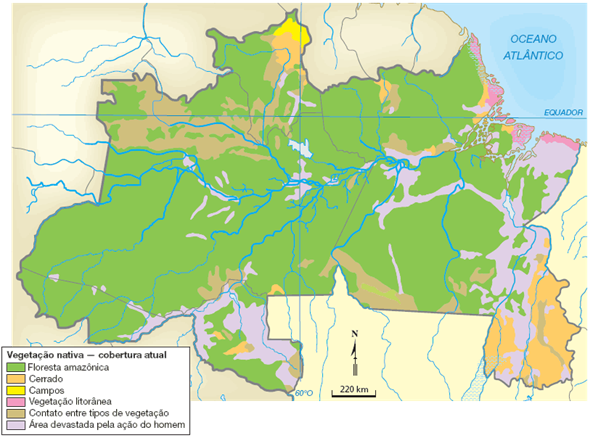 OCEANO
ATLÂNTICO
EQUADOR
N
220 km
60°O
Vegetação nativa — cobertura atual
Floresta amazônica
Cerrado
Campos
Vegetação litorânea
Contato entre tipos de vegetação
Área devastada pela ação do homem